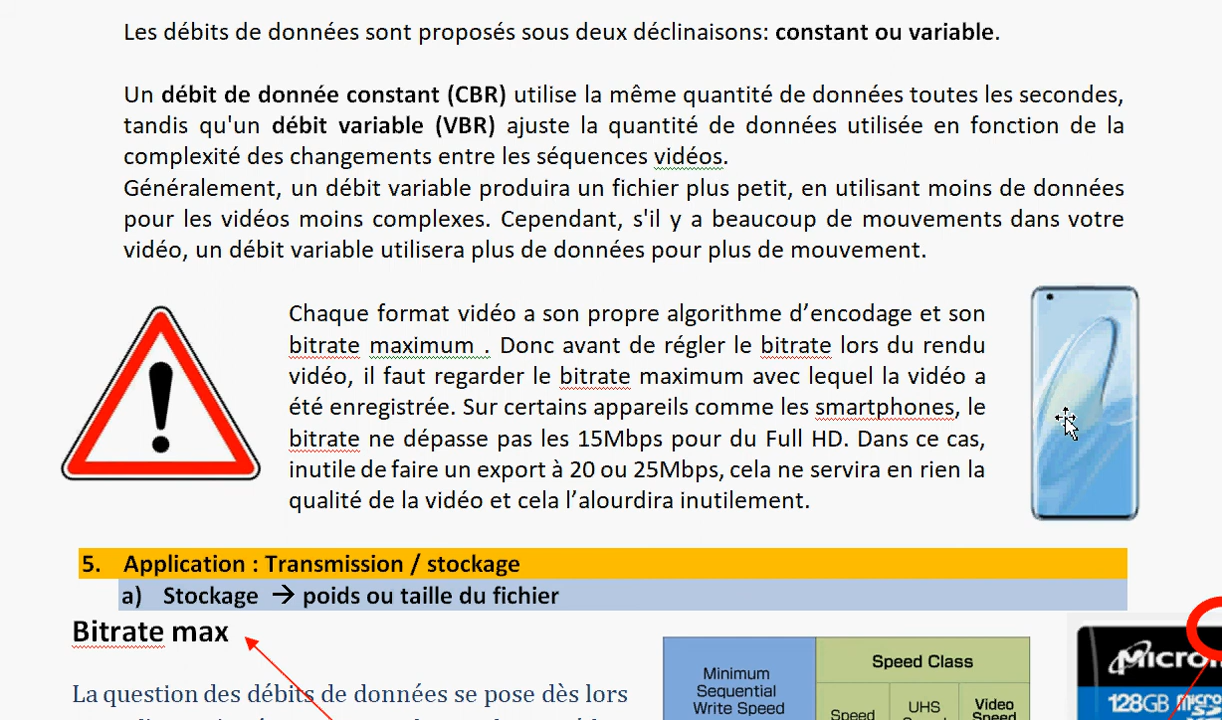 Les débits de données sont proposés sous deux déclinaisons: constant ou variable.
Un débit de donnée constant (CBR) utilise la même quantité de données toutes les secondes,
tandis qu'un débit variable (VBR) ajuste la quantité de données utilisée en fonction de la
complexité des changements entre les séquences vidéos.
Généralement, un débit variable produira un fichier plus petit, en utilisant moins de données
pour les vidéos moins complexes. Cependant, s'il y a beaucoup de mouvements dans votre
vidéo, un débit variable utilisera plus de données pour plus de mouvement.
Chaque format vidéo a son propre algorithme d’encodage et son
bitrate maximum . Donc avant de régler le bitrate lors du rendu
vidéo, il faut regarder le bitrate maximum avec lequel la vidéo a
été enregistrée. Sur certains appareils comme les smartphones, le
bitrate ne dépasse pas les 15Mbps pour du Full HD. Dans ce cas,
inutile de faire un export à 20 ou 25Mbps, cela ne servira en rien la
qualité de la vidéo et cela l’alourdira inutilement.
5. Application : Transmission / stockage
a) Stockage → poids ou taille du fichier
Bitrate max
La question des débits de données se pose dès lors
Minimum
Sequential
Write Speed
Speed Class
Speed
UHS
Video
Speed
Micro
128GB micro